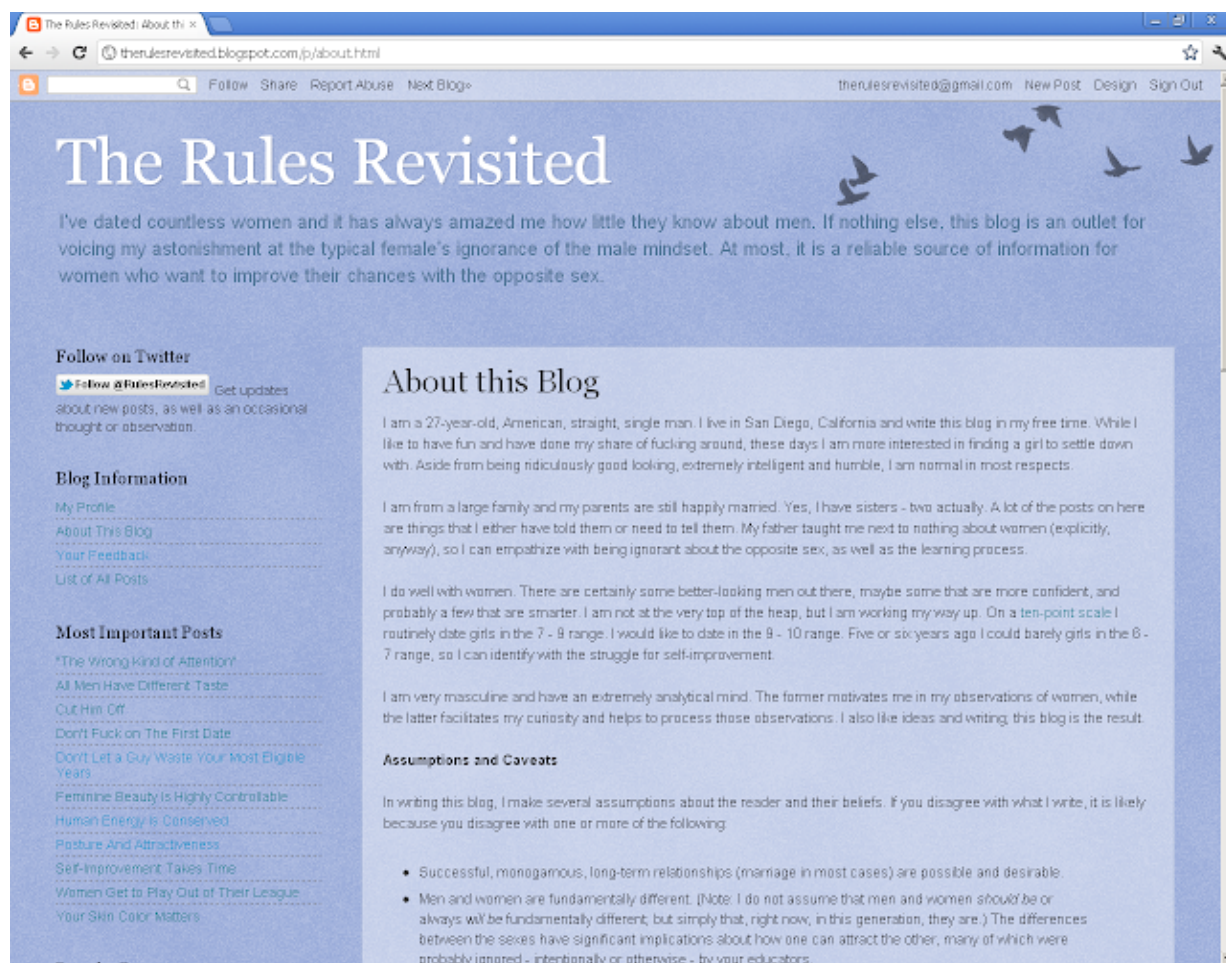 The Rules Revisited: About thi
therulesrevisited.blogspot.com/p/about.html
Follow Share Report Abuse Next Blog»
therulesrevisited@gmail.com New Post Design Sign Out
The Rules Revisited
I've dated countless women and it has always amazed me how little they know about men. If nothing else, this blog is an outlet for
voicing my astonishment at the typical female's ignorance of the male mindset. At most, it is a reliable source of information for
women who want to improve their chances with the opposite sex.
Follow on Twitter
Follow @RulesRevisited Get updates
about new posts, as well as an occasional
thought or observation.
Blog Information
My Profile
About This Blog
Your Feedback
List of All Posts
Most Important Posts
"The Wrong Kind of Attention"
All Men Have Different Taste
Cut Him Off
Don't Fuck on The First Date
Don't Let a Guy Waste Your Most Eligible
Years
Feminine Beauty is Highly Controllable
Human Energy is Conserved
Posture And Attractiveness
Self-Improvement Takes Time
Women Get to Play Out of Their League
Your Skin Color Matters
About this Blog
I am a 27-year-old, American, straight, single man. I live in San Diego, California and write this blog in my free time. While I
like to have fun and have done my share of fucking around, these days I am more interested in finding a girl to settle down
with. Aside from being ridiculously good looking, extremely intelligent and humble, I am normal in most respects.
I am from a large family and my parents are still happily married. Yes, I have sisters - two actually. A lot of the posts on here
are things that I either have told them or need to tell them. My father taught me next to nothing about women (explicitly,
anyway), so I can empathize with being ignorant about the opposite sex, as well as the learning process.
I do well with women. There are certainly some better-looking men out there, maybe some that are more confident, and
probably a few that are smarter. I am not at the very top of the heap, but I am working my way up. On a ten-point scale I
routinely date girls in the 7 - 9 range. I would like to date in the 9 - 10 range. Five or six years ago I could barely girls in the 6 -
7 range, so I can identify with the struggle for self-improvement.
I am very masculine and have an extremely analytical mind. The former motivates me in my observations of women, while
the latter facilitates my curiosity and helps to process those observations. I also like ideas and writing; this blog is the result.
Assumptions and Caveats
In writing this blog, I make several assumptions about the reader and their beliefs. If you disagree with what I write, it is likely
because you disagree with one or more of the following:
• Successful, monogamous, long-term relationships (marriage in most cases) are possible and desirable.
• Men and women are fundamentally different. (Note: I do not assume that men and women should be or
always will be fundamentally different; but simply that, right now, in this generation, they are.) The differences
between the sexes have significant implications about how one can attract the other, many of which were
probably ignored - intentionally or otherwise - by your educators.